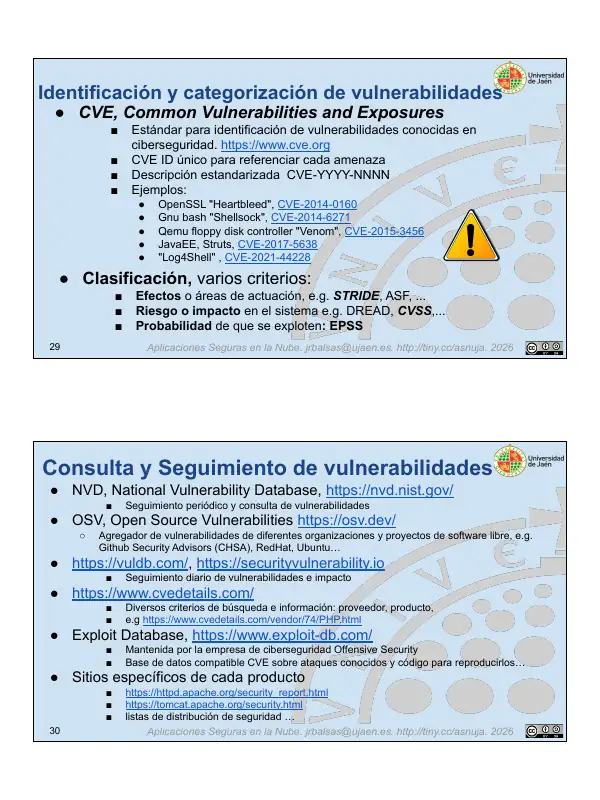 Universidad
de Jaén
Identificación y categorización de vulnerabilidades
● CVE, Common Vulnerabilities and Exposures
■ Estándar para identificación de vulnerabilidades conocidas en
ciberseguridad. https://www.cve.org
■ CVE ID único para referenciar cada amenaza
■ Descripción estandarizada CVE-YYYY-NNNN
■ Ejemplos:
● OpenSSL "Heartbleed", CVE-2014-0160
● Gnu bash "Shellsock", CVE-2014-6271
● Qemu floppy disk controller "Venom", CVE-2015-3456
● JavaEE, Struts, CVE-2017-5638
● "Log4Shell" , CVE-2021-44228
● Clasificación, varios criterios:
■ Efectos o áreas de actuación, e.g. STRIDE, ASF, ...
■ Riesgo o impacto en el sistema e.g. DREAD, CVSS,...
■ Probabilidad de que se exploten: EPSS
29
Aplicaciones Seguras en la Nube. jrbalsas@ujaen.es. http://tiny.cc/asnuja. 2026
Universidad
de Jaén
Consulta y Seguimiento de vulnerabilidades
● NVD, National Vulnerability Database, https://nvd.nist.gov/
■ Seguimiento periódico y consulta de vulnerabilidades
● OSV, Open Source Vulnerabilities https://osv.dev/
○ Agregador de vulnerabilidades de diferentes organizaciones y proyectos de software libre, e.g.
Github Security Advisors (CHSA), RedHat, Ubuntu…
● https://vuldb.com/, https://securityvulnerability.io
■ Seguimiento diario de vulnerabilidades e impacto
● https://www.cvedetails.com/
■ Diversos criterios de búsqueda e información: proveedor, producto,
■ e.g https://www.cvedetails.com/vendor/74/PHP.html
● Exploit Database, https://www.exploit-db.com/
■ Mantenida por la empresa de ciberseguridad Offensive Security
■ Base de datos compatible CVE sobre ataques conocidos y código para reproducirlos…
● Sitios específicos de cada producto
■ https://httpd.apache.org/security_report.html
■ https://tomcat.apache.org/security.html
■ listas de distribución de seguridad …
30
Aplicaciones Seguras en la Nube. jrbalsas@ujaen.es. http://tiny.cc/asnuja. 2026